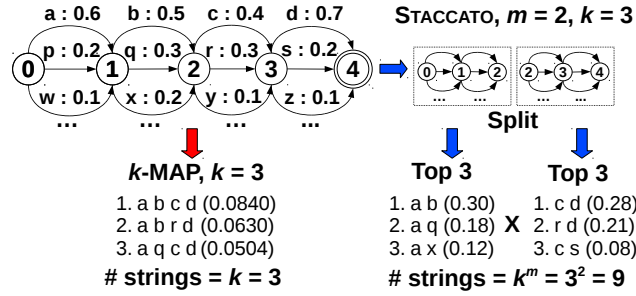 a : 0.6 b : 0.5 c : 0.4 d : 0.7
p : 0.2 q : 0.3 r : 0.3 s : 0.2
0 1 2 3 4
w : 0.1 x : 0.2 y : 0.1 z : 0.1
... ... ... ...
k-MAP, k = 3
1. a b c d (0.0840)
2. a b r d (0.0630)
3. a q c d (0.0504)
# strings = k = 3
STACCATO, m = 2, k = 3
0 1 2 2 3 4
... ... ... ...
Split
Top 3 Top 3
1. a b (0.30) 1. c d (0.28)
2. a q (0.18) X 2. r d (0.21)
3. a x (0.12) 3. c s (0.08)
# strings = k^m = 3² = 9